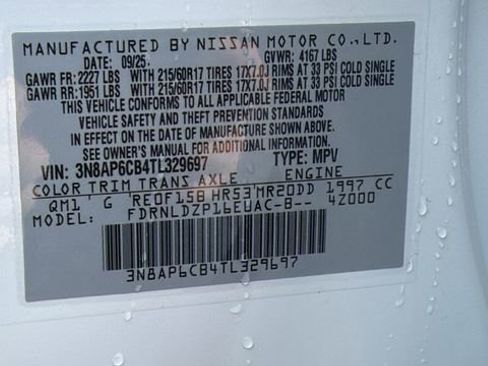 MANUFACTURED BY NISSAN MOTOR CO., LTD.
DATE: 09/25. GVWR: 4167 LBS
GAWR FR: 2227 LBS WITH 215/60R17 TIRES 17X7.0J RIMS AT 33 PSI COLD SINGLE
GAWR RR: 1951 LBS WITH 215/60R17 TIRES 17X7.0J RIMS AT 33 PSI COLD SINGLE
THIS VEHICLE CONFORMS TO ALL APPLICABLE FEDERAL MOTOR
VEHICLE SAFETY AND THEFT PREVENTION STANDARDS
IN EFFECT ON THE DATE OF MANUFACTURE SHOWN ABOVE.
SEE OWNER'S MANUAL FOR ADDITIONAL INFORMATION.
VIN: 3N8AP6CB4TL329697 TYPE: MPV
COLOR TRIM TRANS AXLE ENGINE
QM1 G RE0F15B HR53 MR20DD 1997 CC
MODEL: FDRNLDZP16EUAC-B-- 4Z000
3N8AP6CB4TL329697